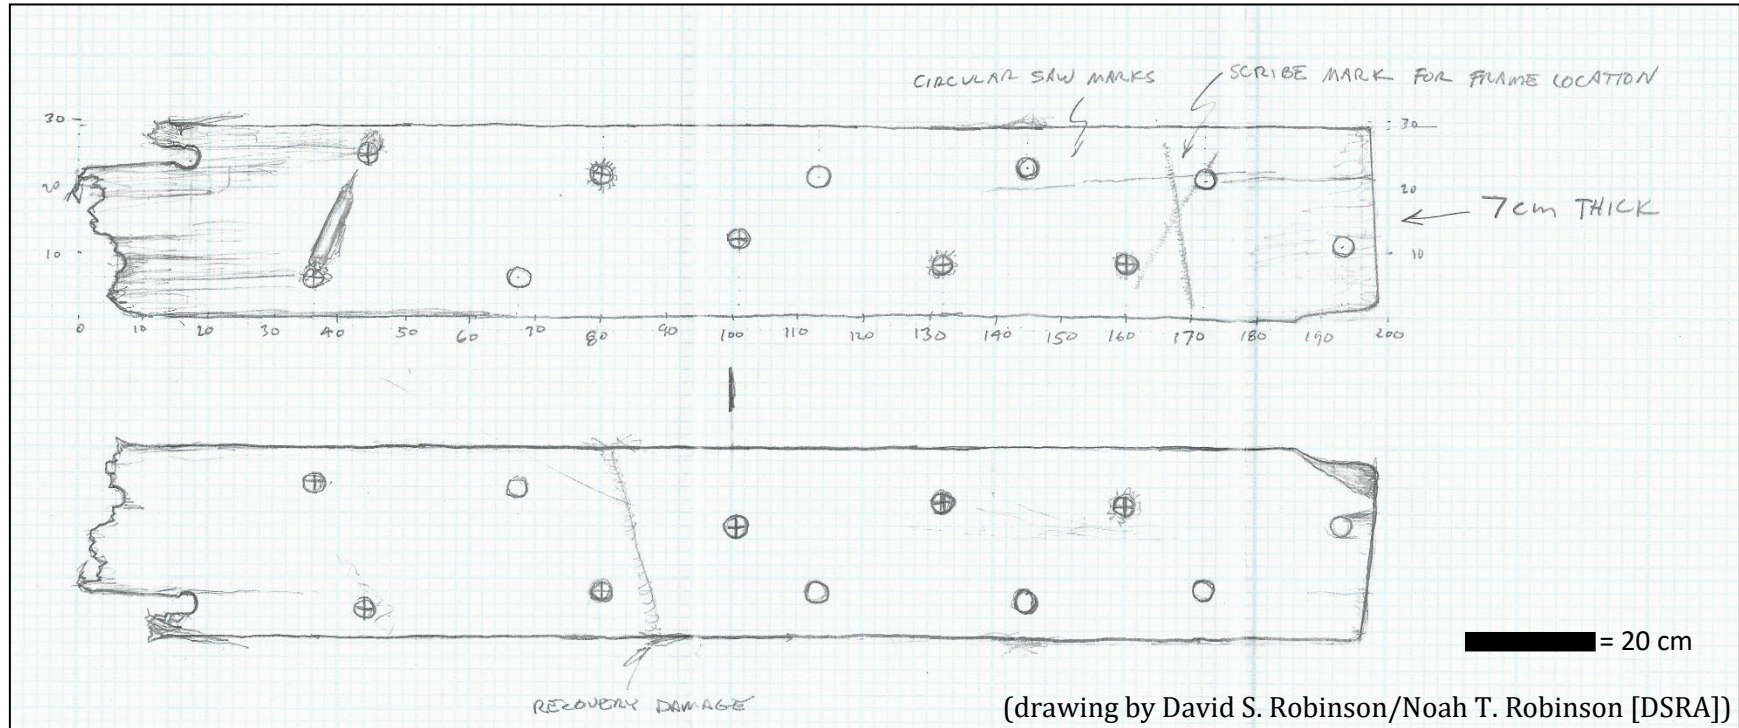 CIRCULAR SAW MARKS
SCRIBE MARK FOR FRAME LOCATION
30
20
10
30
20
10
7cm THICK
0 10 20 30 40 50 60 70 80 90 100 110 120 130 140 150 160 170 180 190 200
= 20 cm
RECOVERY DAMAGE
(drawing by David S. Robinson/Noah T. Robinson [DSRA])